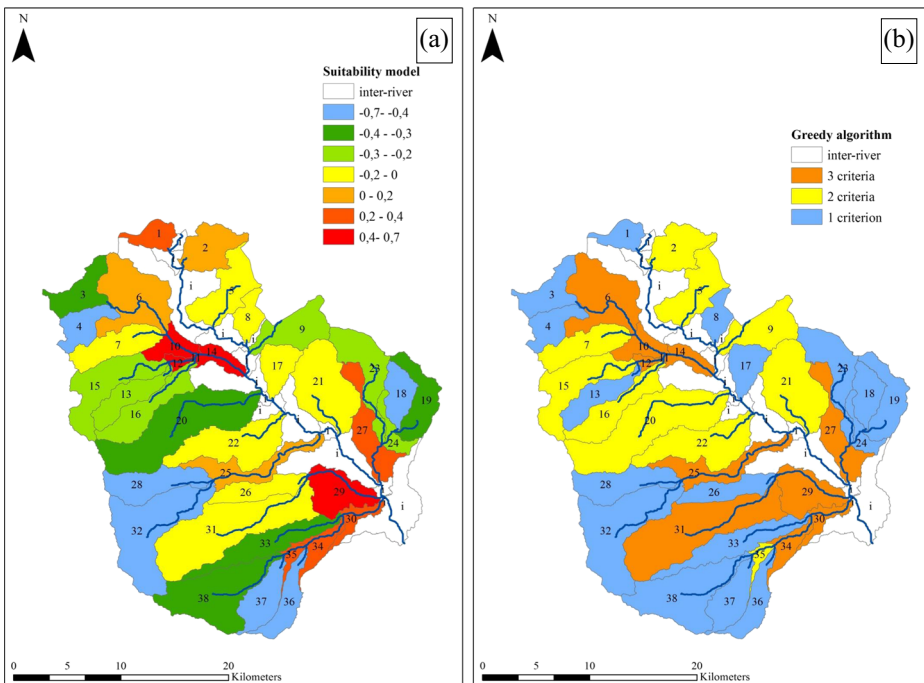 N
(a)
Suitability model
inter-river
-0,7- -0,4
-0,4 - -0,3
-0,3 - -0,2
-0,2 - 0
0 - 0,2
0,2 - 0,4
0,4- 0,7
1
2
i
3
6
i
5
4
8
9
7
10
14
i
i
12
17
23
15
13
21
18
19
16
i
20
i
27
22
24
25
i
28
26
29
i
32
31
30
33
34
35
38
37
36
0 5 10 20
Kilometers
N
(b)
Greedy algorithm
inter-river
3 criteria
2 criteria
1 criterion
1
2
i
3
6
i
5
4
8
9
7
10
14
i
i
12
17
23
15
13
21
18
19
16
i
20
i
27
22
24
25
i
28
26
29
i
32
31
30
33
34
35
38
37
36
0 5 10 20
Kilometers